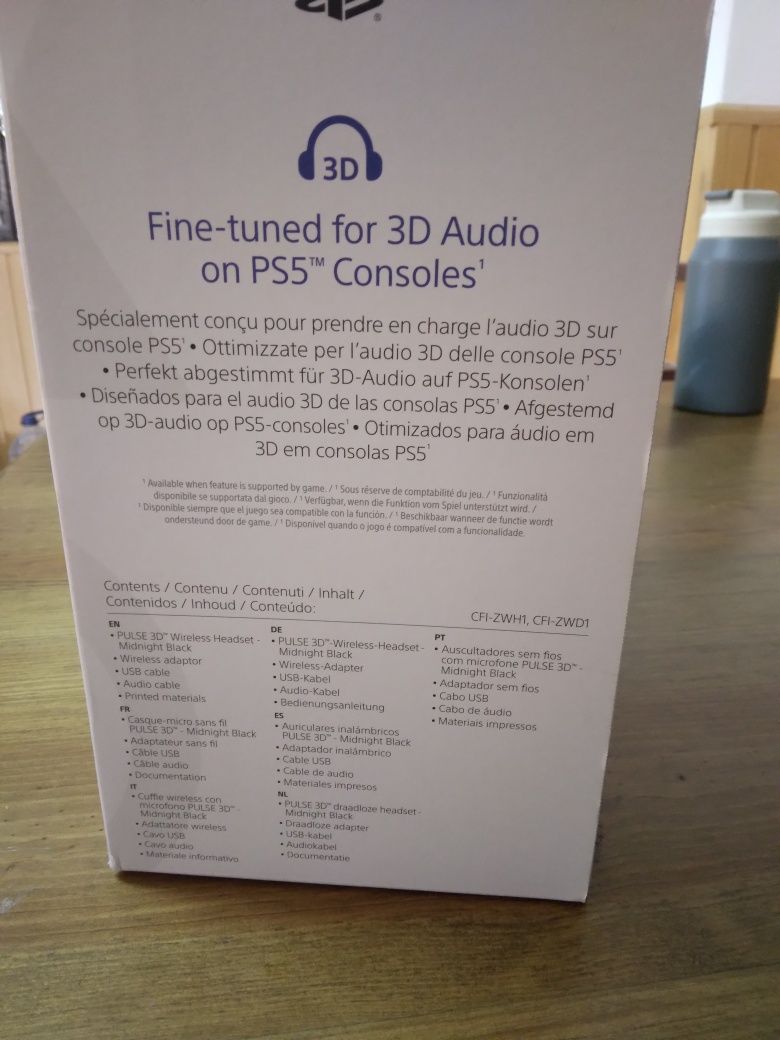 3D
Fine-tuned for 3D Audio
on PS5™ Consoles¹
Spécialement conçu pour prendre en charge l'audio 3D sur
console PS5¹ • Ottimizzate per l'audio 3D delle console PS5¹
• Perfekt abgestimmt für 3D-Audio auf PS5-Konsolen¹
• Diseñados para el audio 3D de las consolas PS5¹ • Afgestemd
op 3D-audio op PS5-consoles¹ • Otimizados para áudio em
3D em consolas PS5¹
¹ Available when feature is supported by game. / ¹ Sous réserve de comptabilité du jeu. / ¹ Funzionalità
disponibile se supportata dal gioco. / ¹ Verfügbar, wenn die Funktion vom Spiel unterstützt wird. /
¹ Disponible siempre que el juego sea compatible con la función. / ¹ Beschikbaar wanneer de functie wordt
ondersteund door de game. / ¹ Disponível quando o jogo é compatível com a funcionalidade.
Contents / Contenu / Contenuti / Inhalt /
Contenidos / Inhoud / Conteúdo:
CFI-ZWH1, CFI-ZWD1
EN
• PULSE 3D™ Wireless Headset -
Midnight Black
• Wireless adaptor
• USB cable
• Audio cable
• Printed materials
FR
• Casque-micro sans fil
PULSE 3D™ - Midnight Black
• Adaptateur sans fil
• Câble USB
• Câble audio
• Documentation
IT
• Cuffie wireless con
microfono PULSE 3D™ -
Midnight Black
• Adattatore wireless
• Cavo USB
• Cavo audio
• Materiale informativo
DE
• PULSE 3D™-Wireless-Headset -
Midnight Black
• Wireless-Adapter
• USB-Kabel
• Audio-Kabel
• Bedienungsanleitung
ES
• Auriculares inalámbricos
PULSE 3D™ - Midnight Black
• Adaptador inalámbrico
• Cable USB
• Cable de audio
• Materiales impresos
NL
• PULSE 3D™ draadloze headset -
Midnight Black
• Draadloze adapter
• USB-kabel
• Audiokabel
• Documentatie
PT
• Auscultadores sem fios
com microfone PULSE 3D™ -
Midnight Black
• Adaptador sem fios
• Cabo USB
• Cabo de áudio
• Materiais impressos